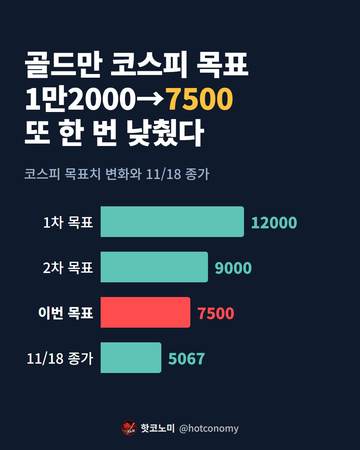 골드만 코스피 목표
1만2000→7500
또 한 번 낮췄다
코스피 목표치 변화와 11/18 종가
1차 목표 12000
2차 목표 9000
이번 목표 7500
11/18 종가 5067
핫코노미 @hotconomy